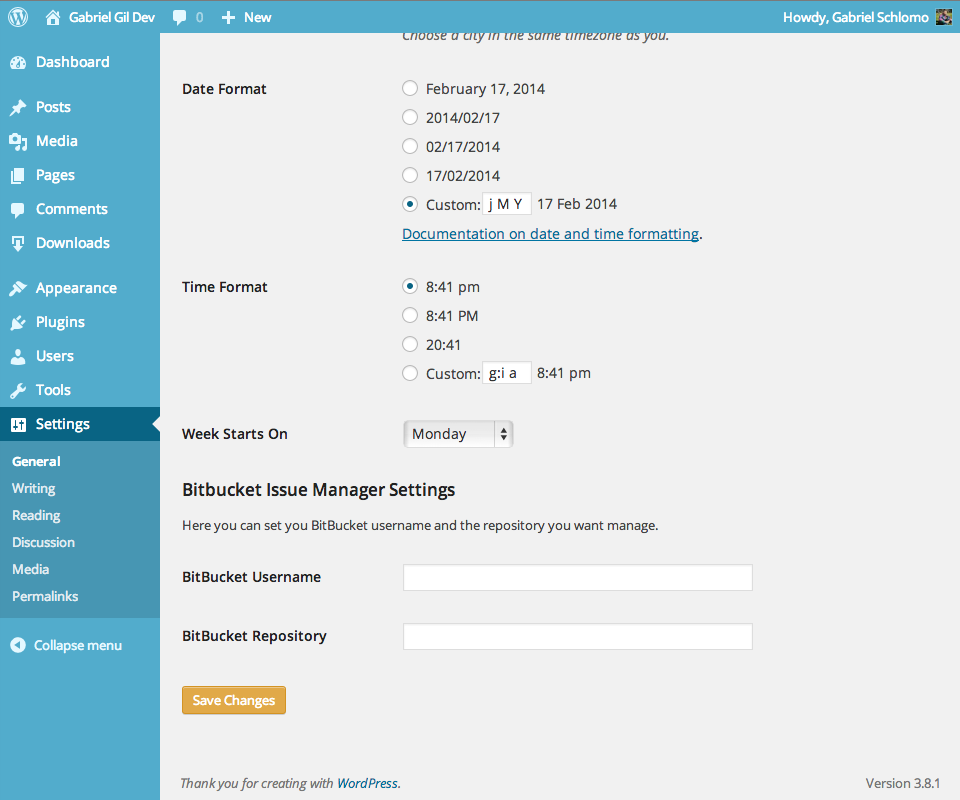 Gabriel Gil Dev 0 New Howdy, Gabriel Schlomo
Choose a city in the same timezone as you.
Dashboard
Posts
Media
Pages
Comments
Downloads
Appearance
Plugins
Users
Tools
Settings
General
Writing
Reading
Discussion
Media
Permalinks
Collapse menu
Date Format
February 17, 2014
2014/02/17
02/17/2014
17/02/2014
Custom: j M Y 17 Feb 2014
Documentation on date and time formatting.
Time Format
8:41 pm
8:41 PM
20:41
Custom: g:i a 8:41 pm
Week Starts On Monday
Bitbucket Issue Manager Settings
Here you can set you BitBucket username and the repository you want manage.
BitBucket Username
BitBucket Repository
Save Changes
Thank you for creating with WordPress. Version 3.8.1